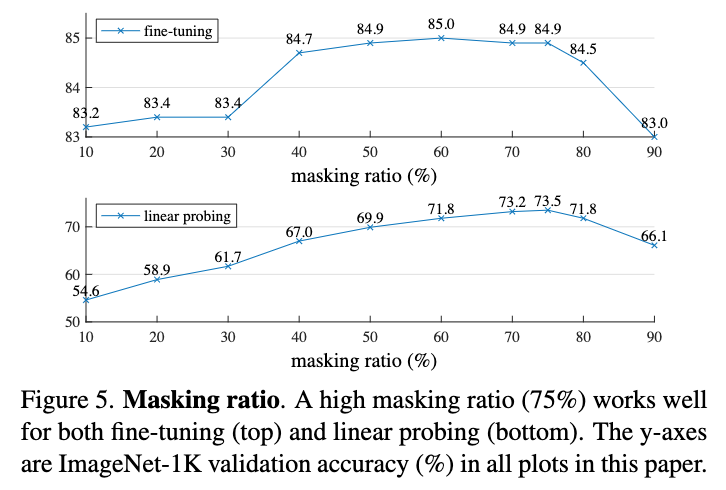 fine-tuning
85
84
83
83.2
83.4
83.4
84.7
84.9
85.0
84.9
84.9
84.5
83.0
10 20 30 40 50 60 70 80 90
masking ratio (%)
linear probing
70
60
50
54.6
58.9
61.7
67.0
69.9
71.8
73.2
73.5
71.8
66.1
10 20 30 40 50 60 70 80 90
masking ratio (%)
Figure 5. Masking ratio. A high masking ratio (75%) works well
for both fine-tuning (top) and linear probing (bottom). The y-axes
are ImageNet-1K validation accuracy (%) in all plots in this paper.